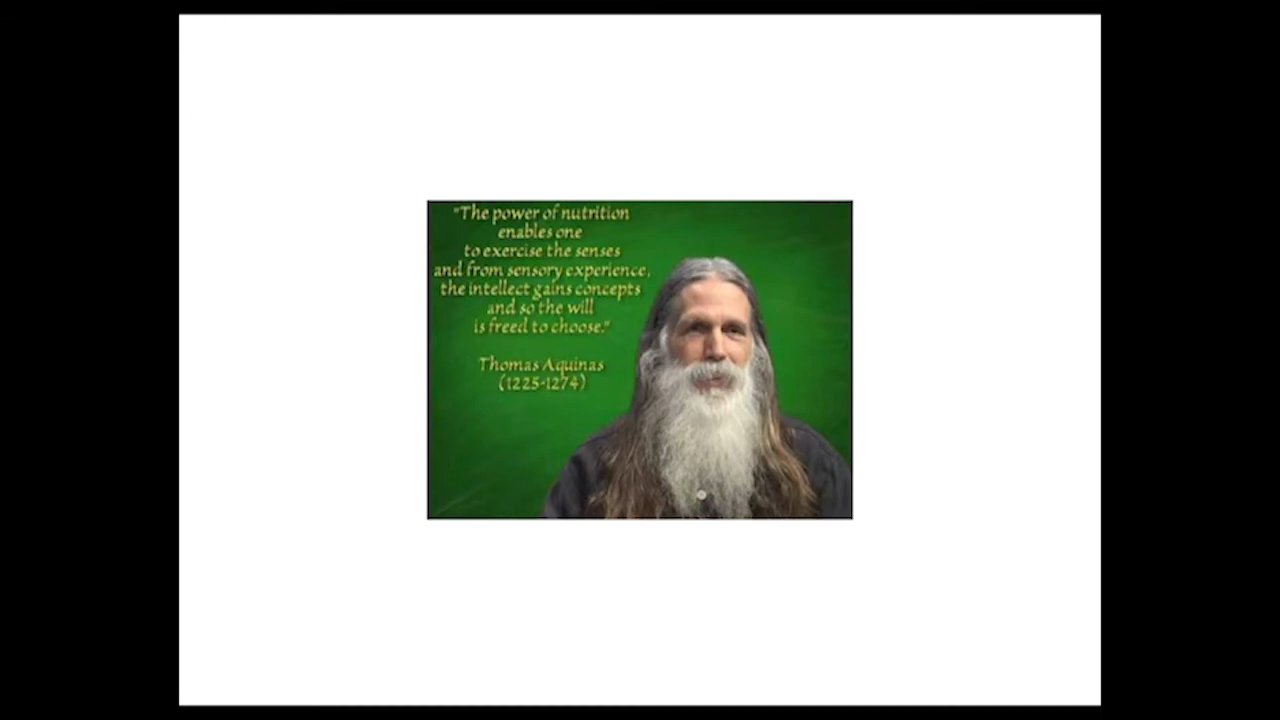 "The power of nutrition
enables one
to exercise the senses
and from sensory experience,
the intellect gains concepts
and so the will
is freed to choose."
Thomas Aquinas
(1225-1274)